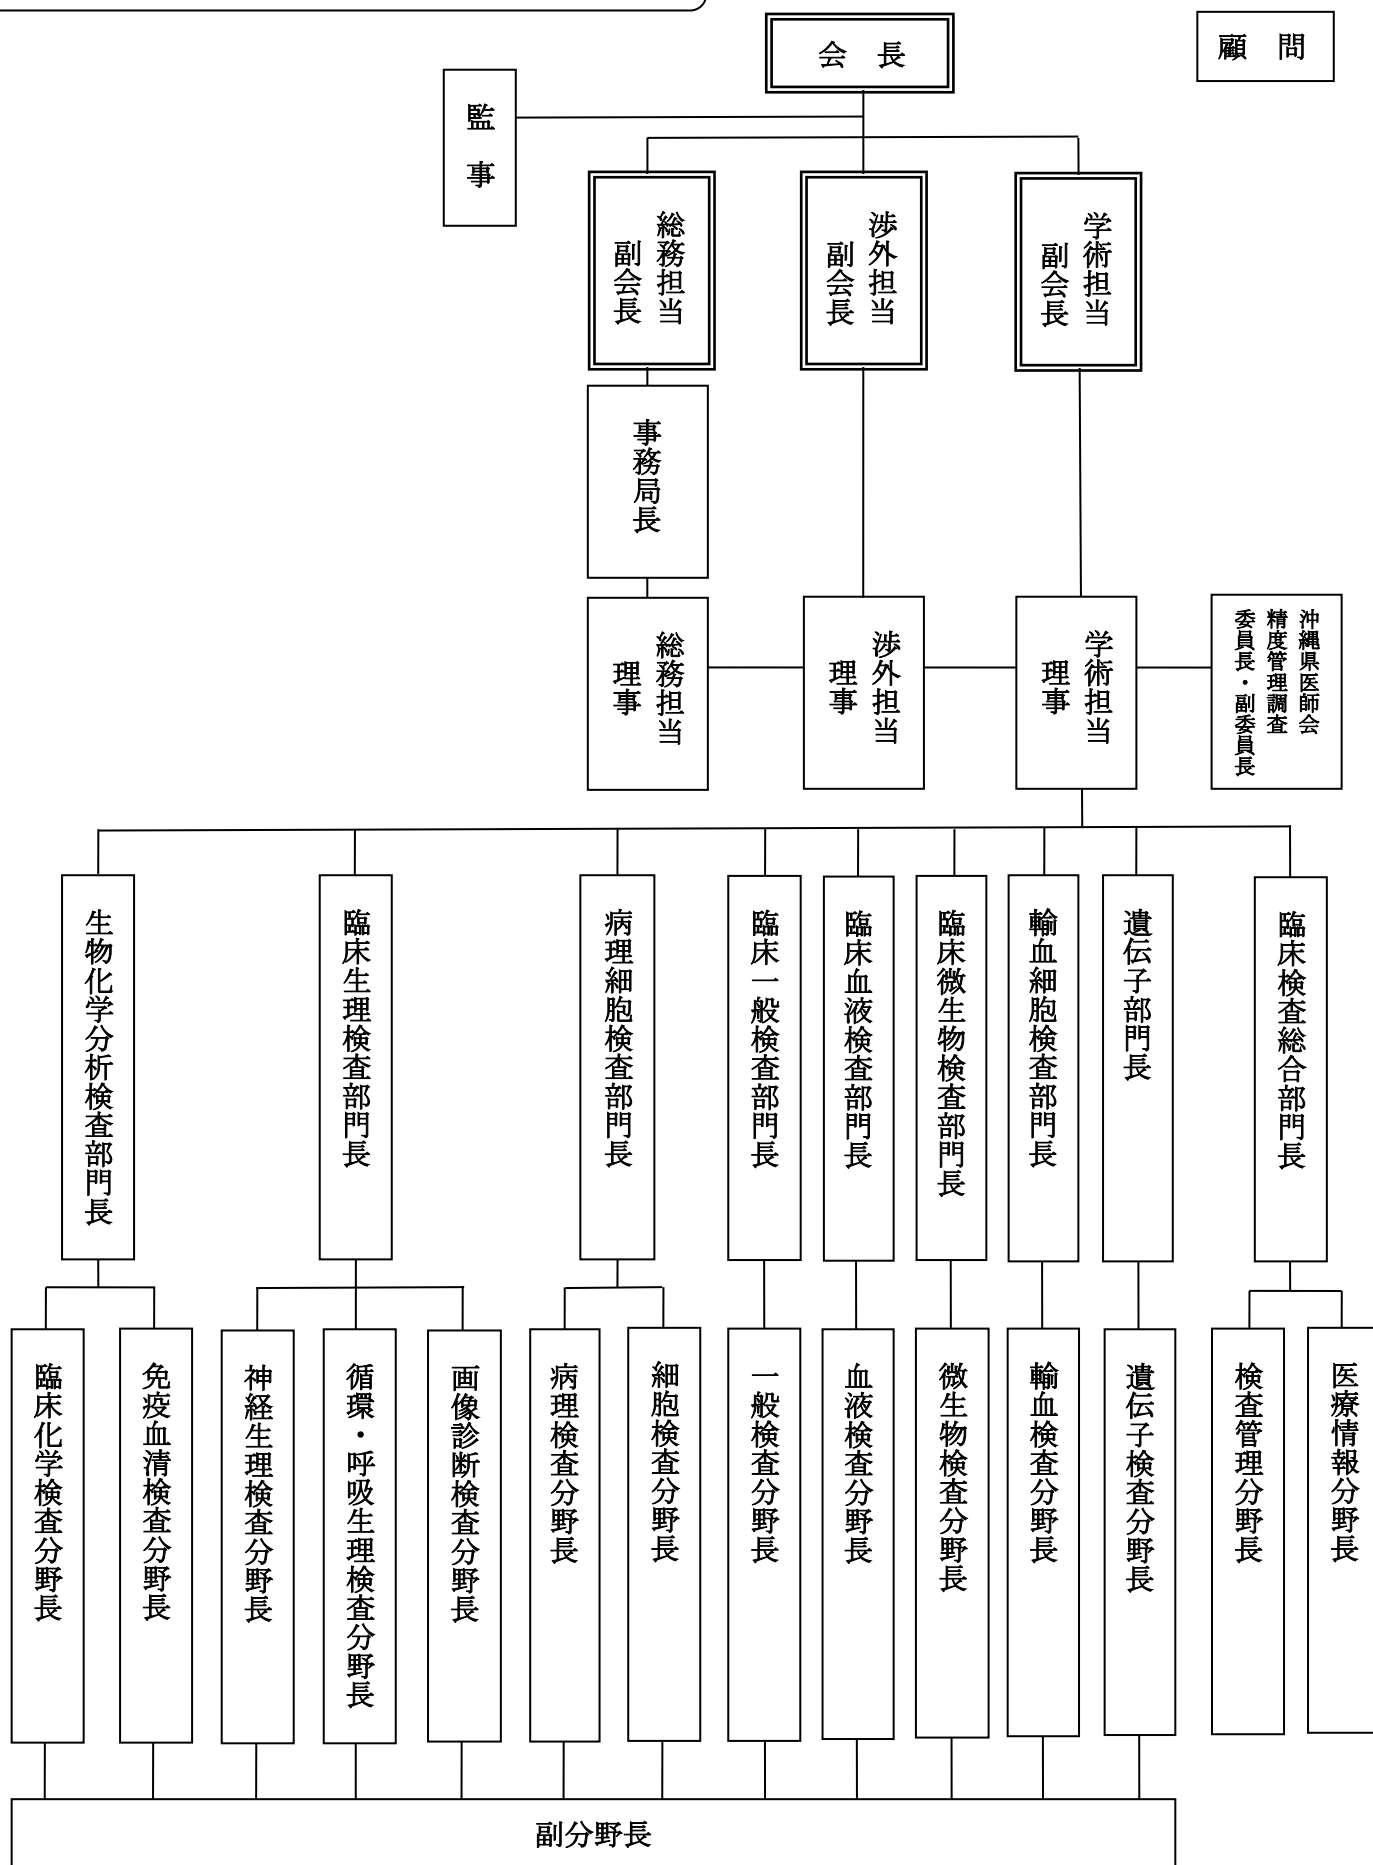 会　長
顧　問
監　事
総務担当
副会長
渉外担当
副会長
学術担当
副会長
事務局長
総務担当
理事
渉外担当
理事
学術担当
理事
沖縄県医師会
精度管理調査
委員長・副委員長
生物化学分析検査部門長
臨床生理検査部門長
病理細胞検査部門長
臨床一般検査部門長
臨床血液検査部門長
臨床微生物検査部門長
輸血細胞検査部門長
遺伝子部門長
臨床検査総合部門長
臨床化学検査分野長
免疫血清検査分野長
神経生理検査分野長
循環・呼吸生理検査分野長
画像診断検査分野長
病理検査分野長
細胞検査分野長
一般検査分野長
血液検査分野長
微生物検査分野長
輸血検査分野長
遺伝子検査分野長
検査管理分野長
医療情報分野長
副分野長